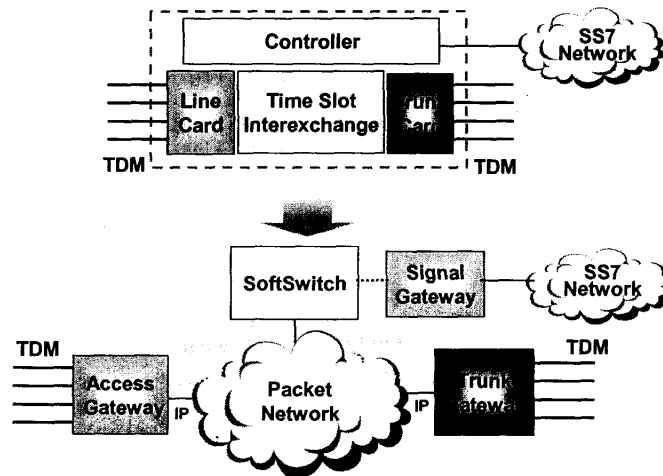 Controller
SS7
Network
Line
Card
Time Slot
Interexchange
TDM
TDM
SoftSwitch
Signal
Gateway
SS7
Network
TDM
Access
Gateway
IP
Packet
Network
IP
Trunk
TDM